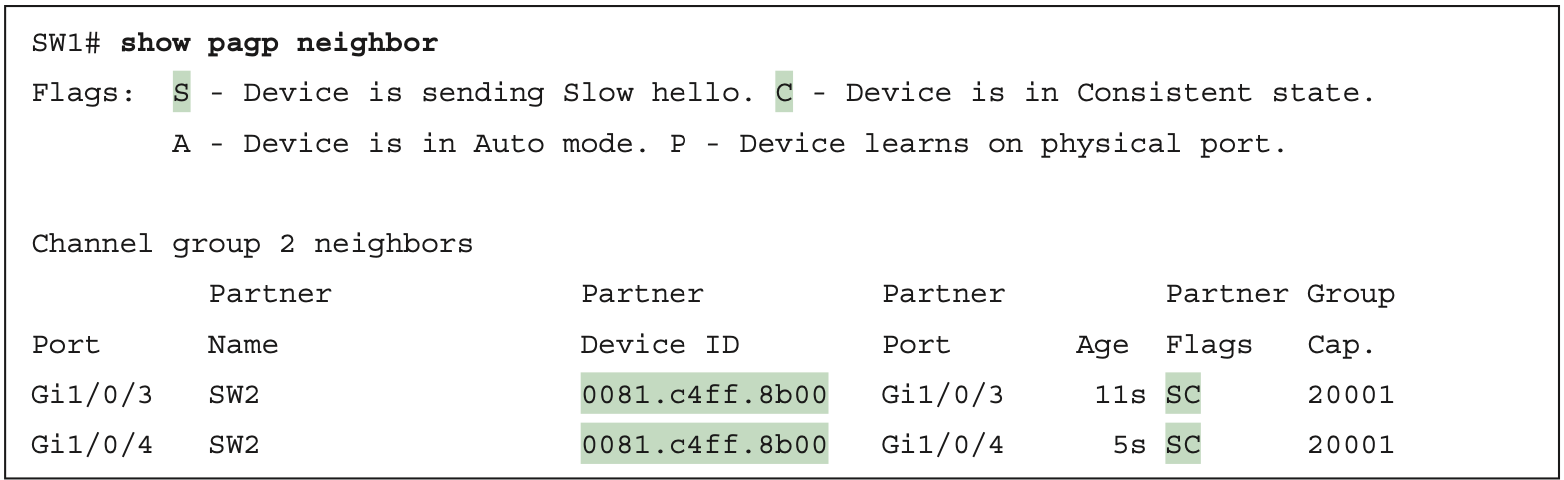 SW1# show pagp neighbor
Flags:  S - Device is sending Slow hello. C - Device is in Consistent state.
        A - Device is in Auto mode. P - Device learns on physical port.
Channel group 2 neighbors
          Partner              Partner          Partner         Partner Group
Port      Name                 Device ID        Port       Age  Flags   Cap.
Gi1/0/3   SW2                  0081.c4ff.8b00   Gi1/0/3     11s SC      20001
Gi1/0/4   SW2                  0081.c4ff.8b00   Gi1/0/4      5s SC      20001